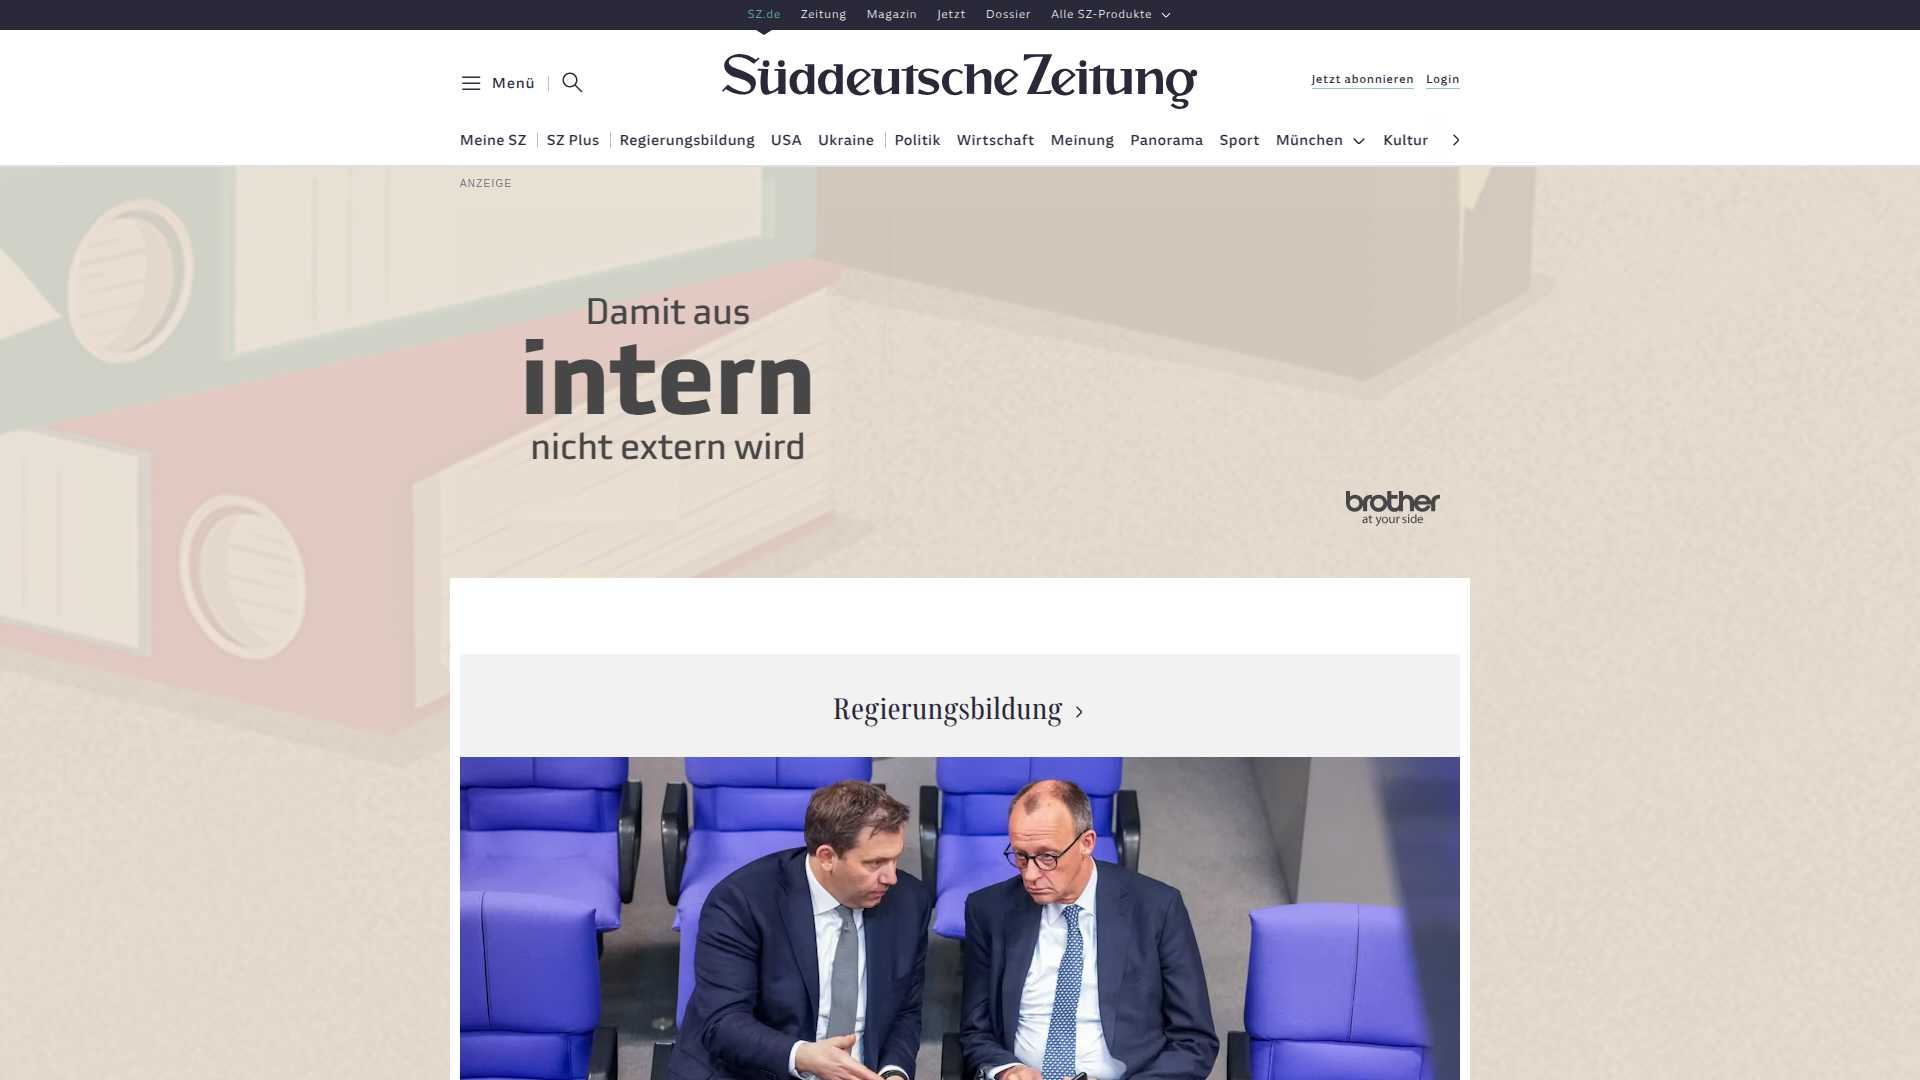 SZ.de Zeitung Magazin Jetzt Dossier Alle SZ-Produkte
Menü
Süddeutsche Zeitung
Jetzt abonnieren Login
Meine SZ SZ Plus Regierungsbildung USA Ukraine Politik Wirtschaft Meinung Panorama Sport München Kultur
ANZEIGE
Damit aus
intern
nicht extern wird
brother
at your side
Regierungsbildung